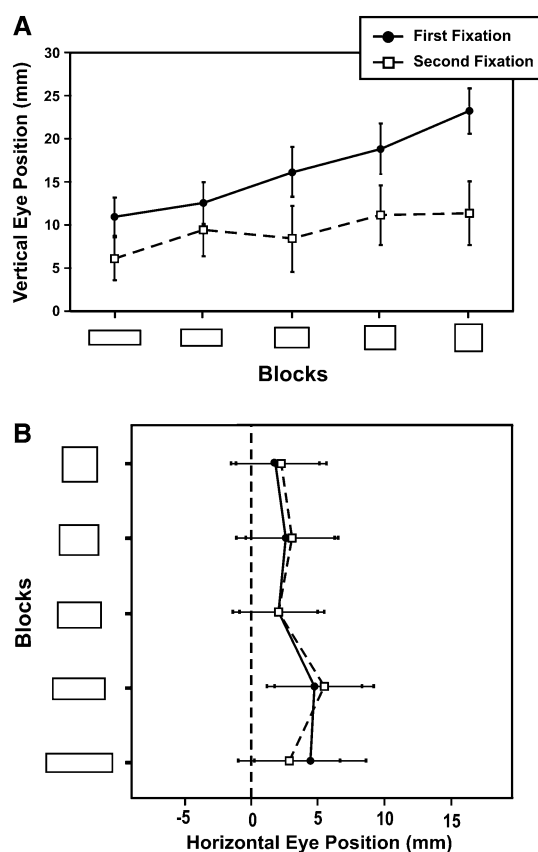 A
First Fixation
Second Fixation
Vertical Eye Position (mm)
30
25
20
15
10
5
0
Blocks
B
Blocks
-5 0 5 10 15
Horizontal Eye Position (mm)